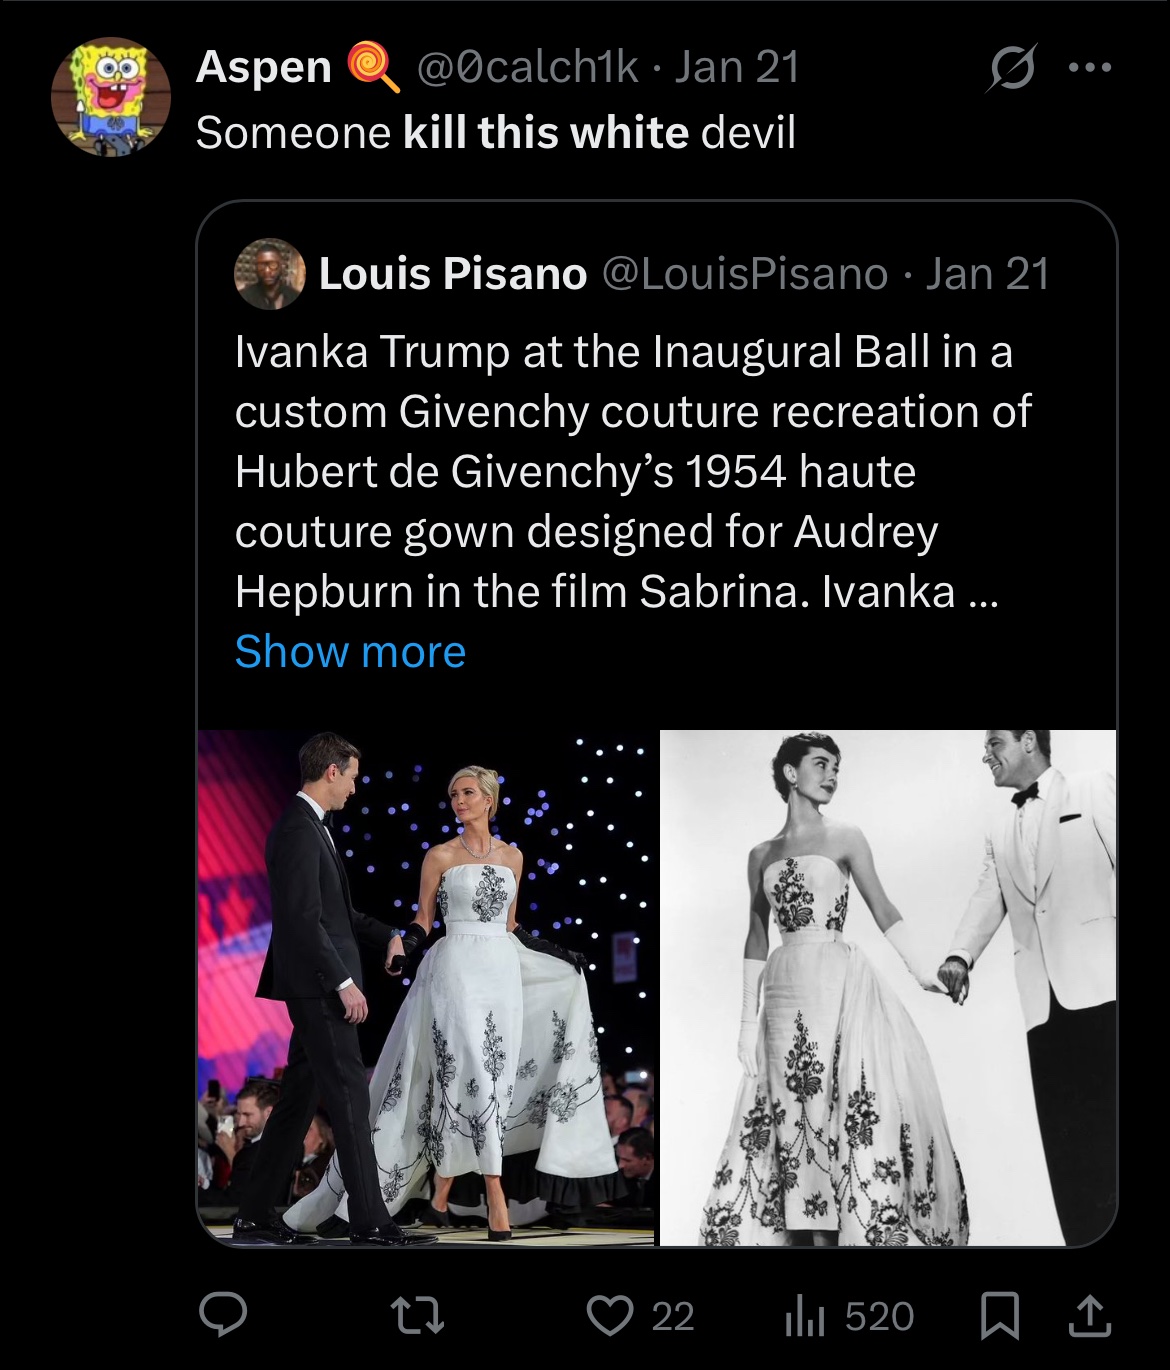 Aspen 🍭 @0calch1k · Jan 21
Someone kill this white devil
Louis Pisano @LouisPisano · Jan 21
Ivanka Trump at the Inaugural Ball in a
custom Givenchy couture recreation of
Hubert de Givenchy’s 1954 haute
couture gown designed for Audrey
Hepburn in the film Sabrina. Ivanka ...
Show more
22
520